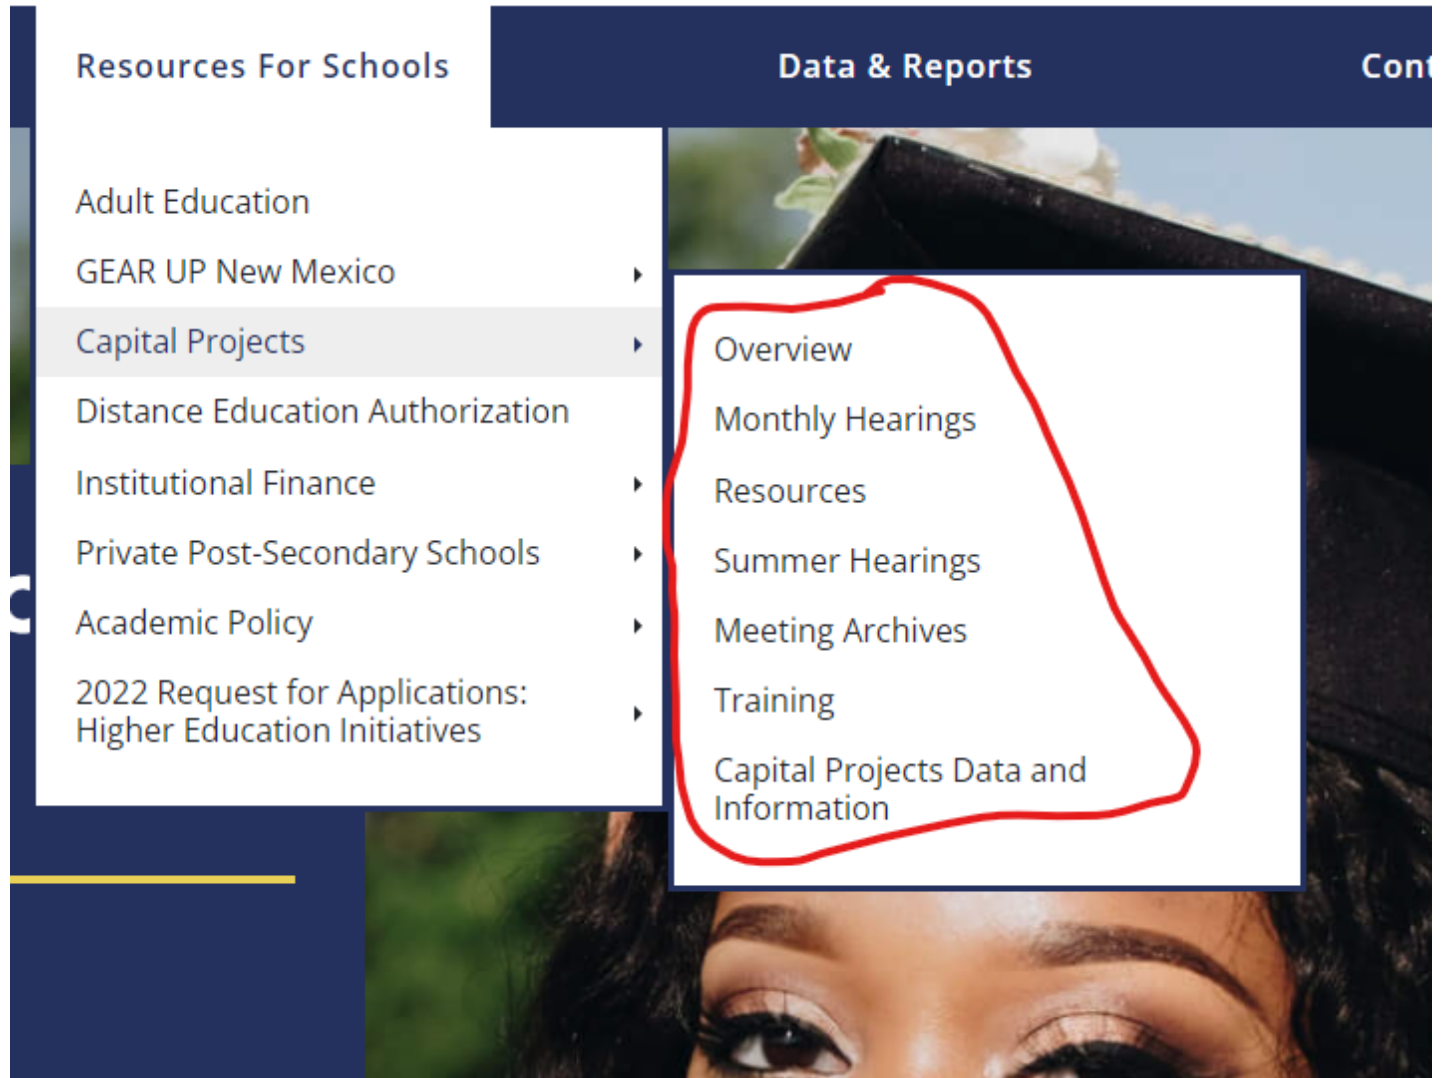 Resources For Schools
Data & Reports
Adult Education
GEAR UP New Mexico
Capital Projects
Distance Education Authorization
Institutional Finance
Private Post-Secondary Schools
Academic Policy
2022 Request for Applications:
Higher Education Initiatives
Overview
Monthly Hearings
Resources
Summer Hearings
Meeting Archives
Training
Capital Projects Data and
Information